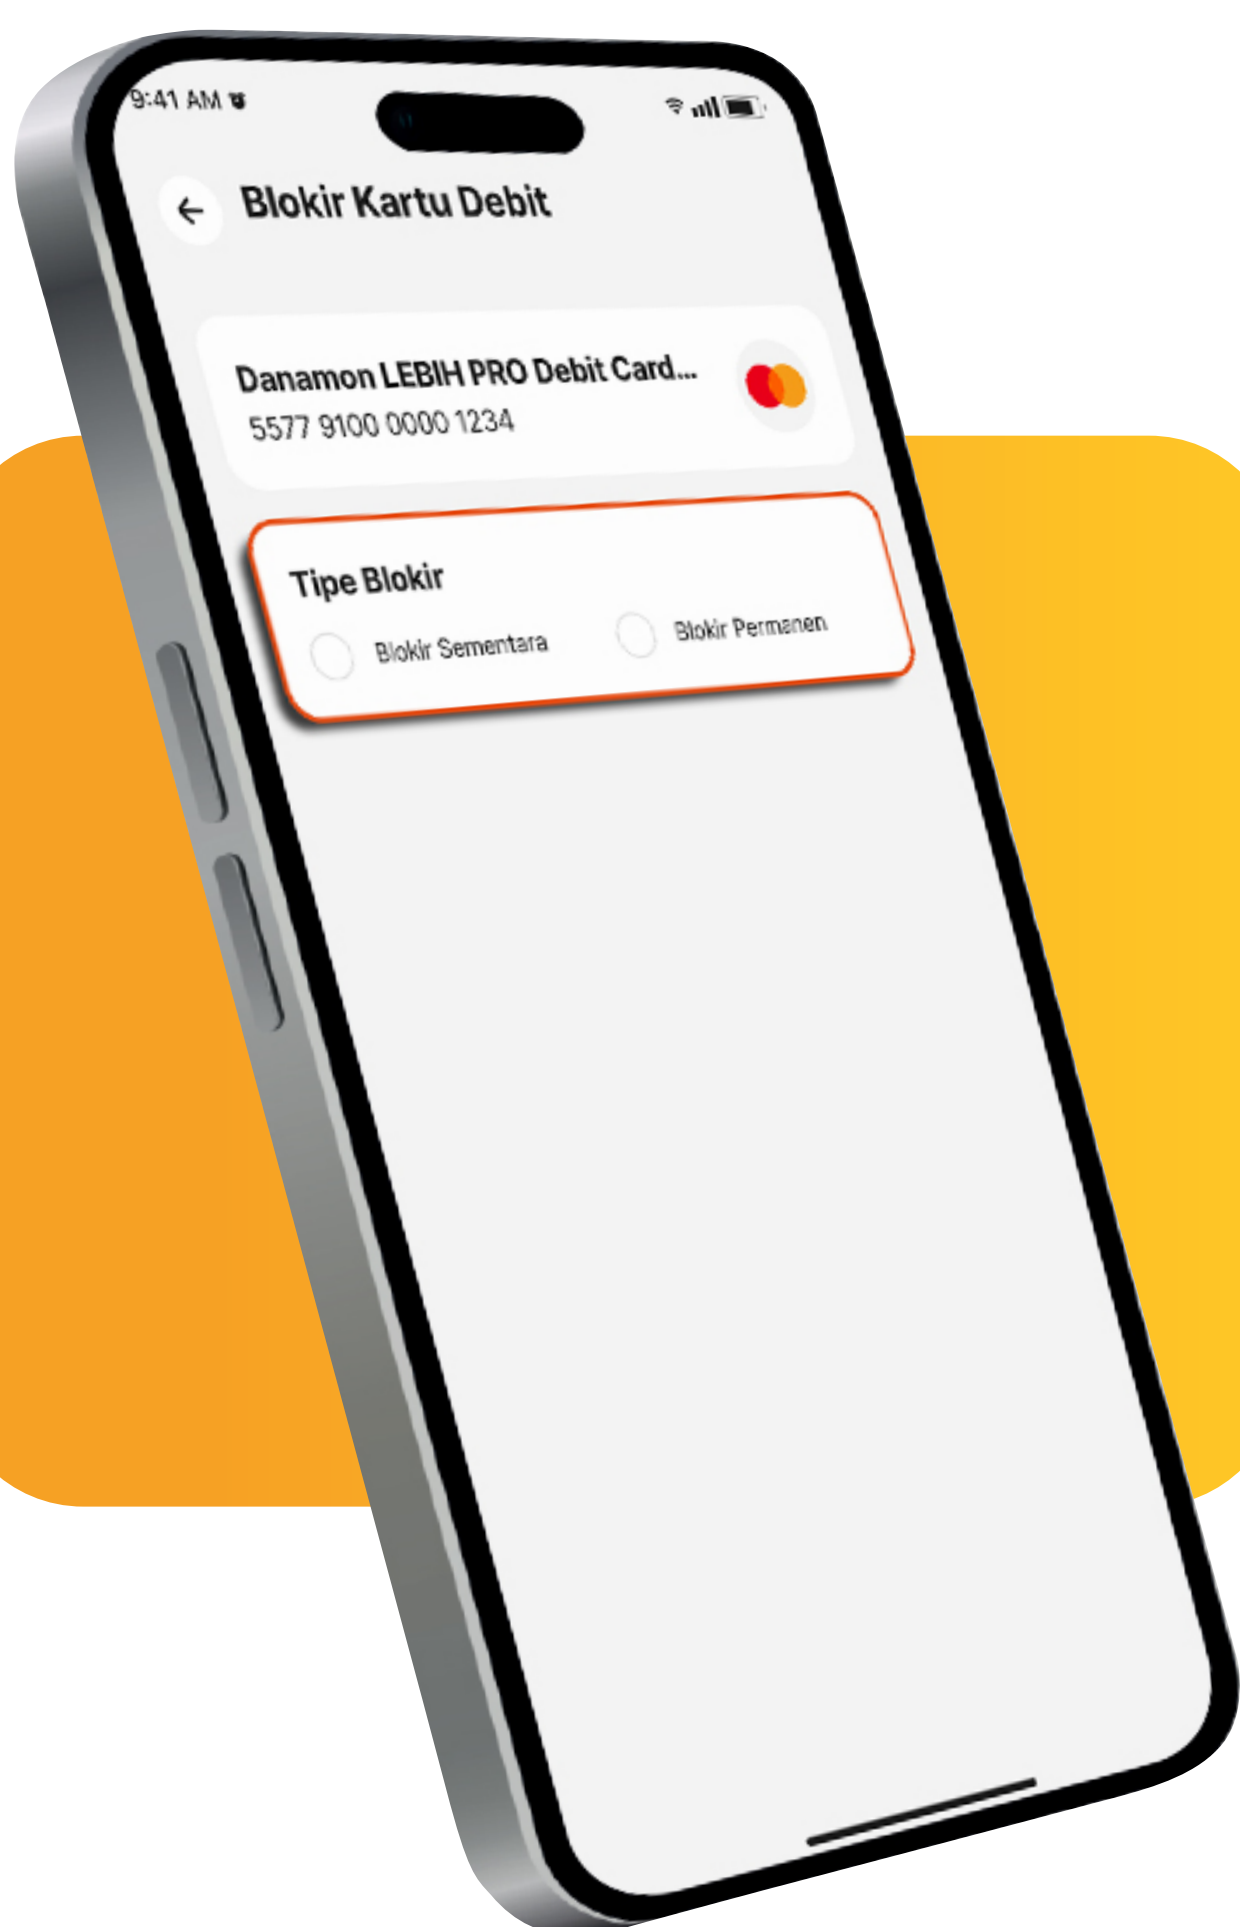 9:41 AM
Blokir Kartu Debit
Danamon LEBIH PRO Debit Card...
5577 9100 0000 1234
Tipe Blokir
Blokir Sementara
Blokir Permanen